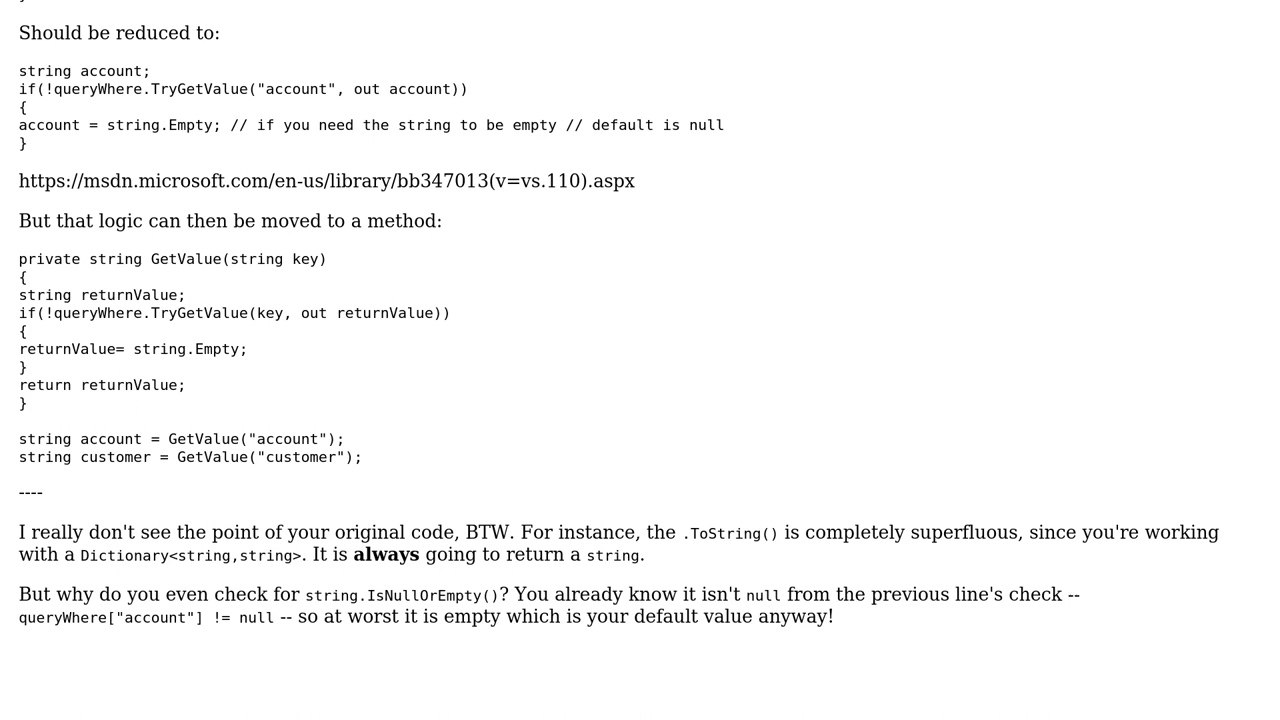 Should be reduced to:
string account;
if(!queryWhere.TryGetValue("account", out account))
{
account = string.Empty; // if you need the string to be empty // default is null
}
https://msdn.microsoft.com/en-us/library/bb347013(v=vs.110).aspx
But that logic can then be moved to a method:
private string GetValue(string key)
{
string returnValue;
if(!queryWhere.TryGetValue(key, out returnValue))
{
returnValue= string.Empty;
}
return returnValue;
}
string account = GetValue("account");
string customer = GetValue("customer");
----
I really don't see the point of your original code, BTW. For instance, the .ToString() is completely superfluous, since you're working
with a Dictionary<string,string>. It is always going to return a string.
But why do you even check for string.IsNullOrEmpty()? You already know it isn't null from the previous line's check --
queryWhere["account"] != null -- so at worst it is empty which is your default value anyway!